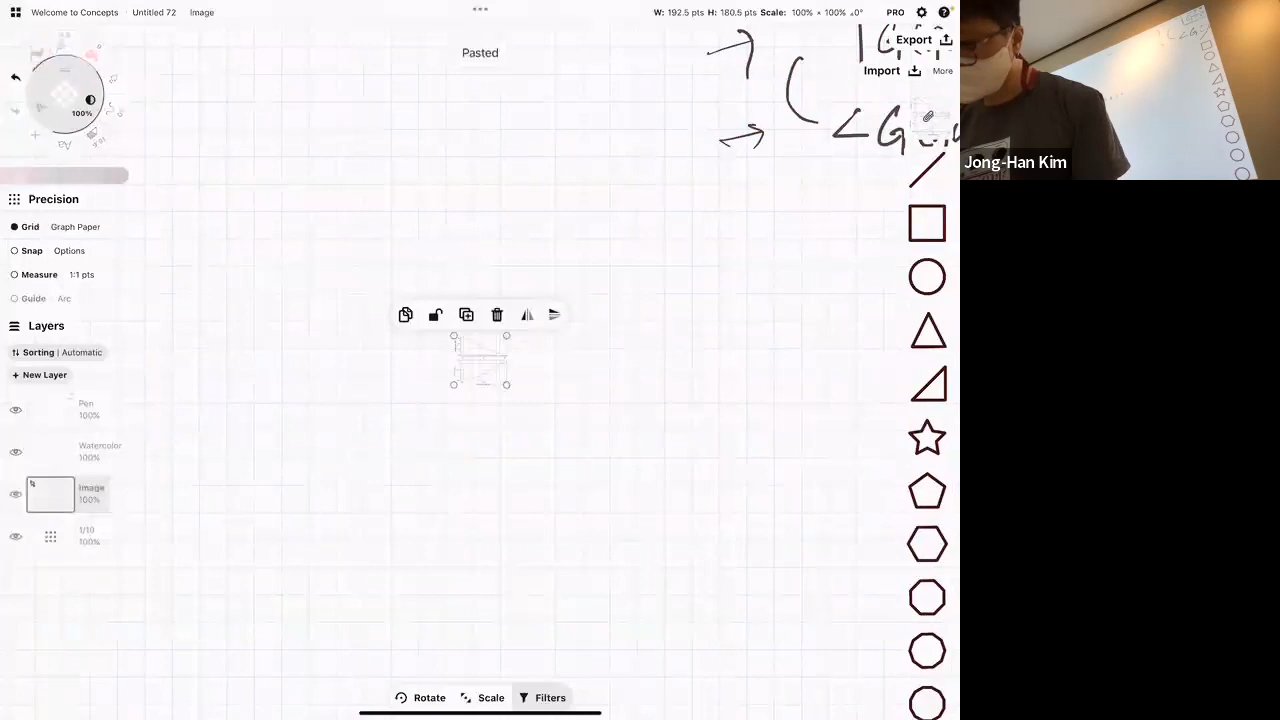 Welcome to Concepts › Untitled 72 › Image
W: 192.5 pts H: 180.5 pts Scale: 100% × 100% ∠0° PRO
Pasted
Export
Import More
100%
Aa
Precision
Grid Graph Paper
Snap Options
Measure 1:1 pts
Guide Arc
Layers
Sorting | Automatic
+ New Layer
Pen
100%
Watercolor
100%
Image
100%
1/10
100%
Rotate Scale Filters
Jong-Han Kim